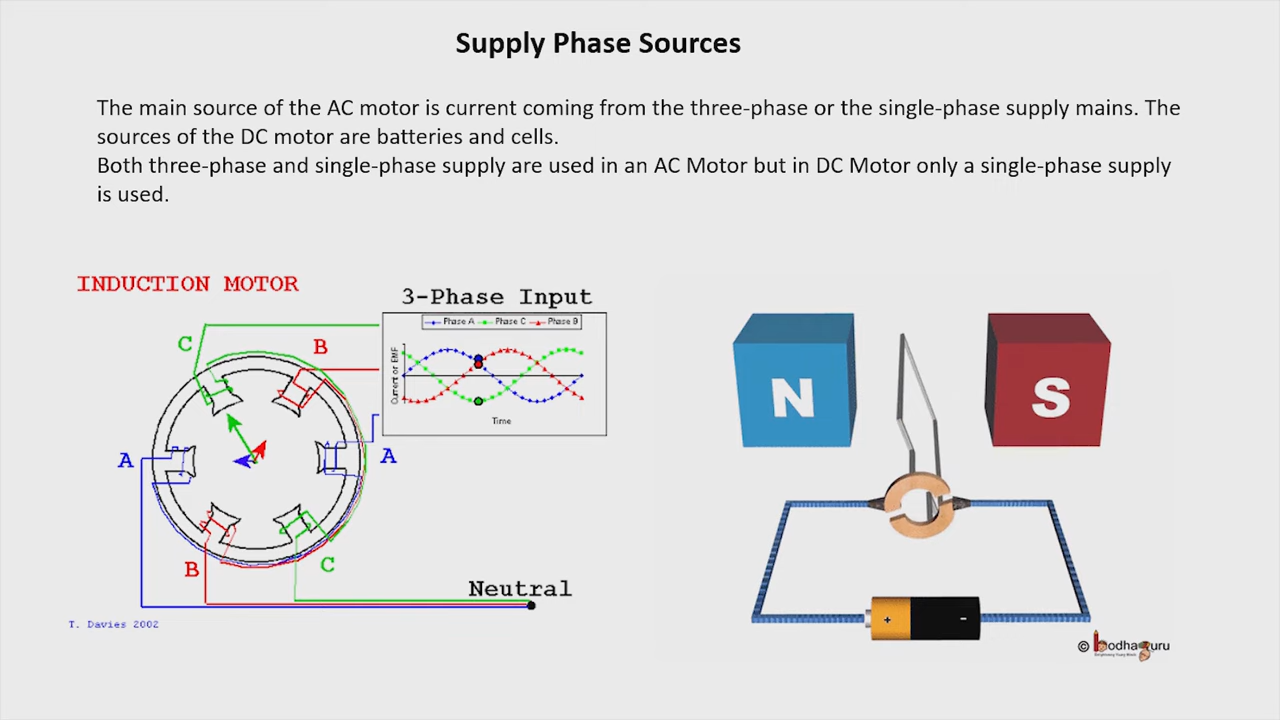 Supply Phase Sources
The main source of the AC motor is current coming from the three-phase or the single-phase supply mains. The
sources of the DC motor are batteries and cells.
Both three-phase and single-phase supply are used in an AC Motor but in DC Motor only a single-phase supply
is used.
INDUCTION MOTOR
3-Phase Input
Phase A Phase C Phase B
Current or EMF
Time
C
B
A
A
B
C
Neutral
T. Davies 2002
N
S
+
-
©